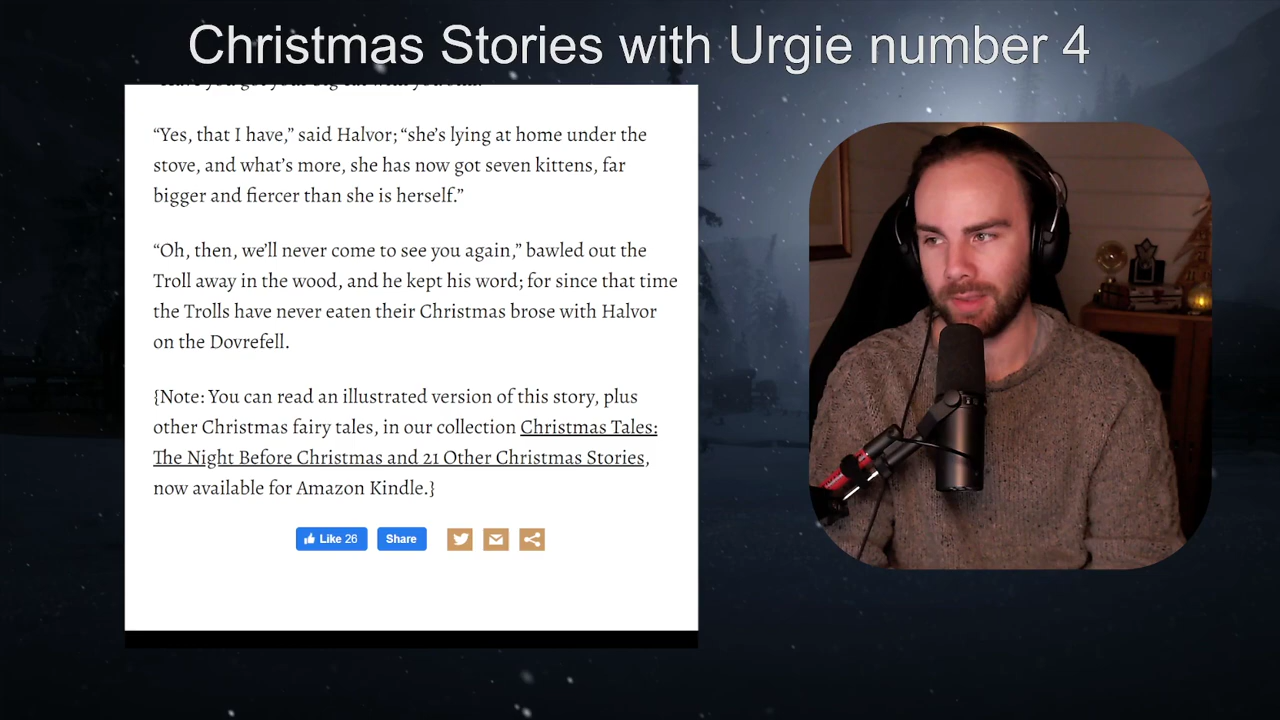 Christmas Stories with Urgie number 4
“Yes, that I have,” said Halvor; “she’s lying at home under the
stove, and what’s more, she has now got seven kittens, far
bigger and fiercer than she is herself.”
“Oh, then, we’ll never come to see you again,” bawled out the
Troll away in the wood, and he kept his word; for since that time
the Trolls have never eaten their Christmas brose with Halvor
on the Dovrefell.
{Note: You can read an illustrated version of this story, plus
other Christmas fairy tales, in our collection Christmas Tales:
The Night Before Christmas and 21 Other Christmas Stories,
now available for Amazon Kindle.}
Like 26 Share